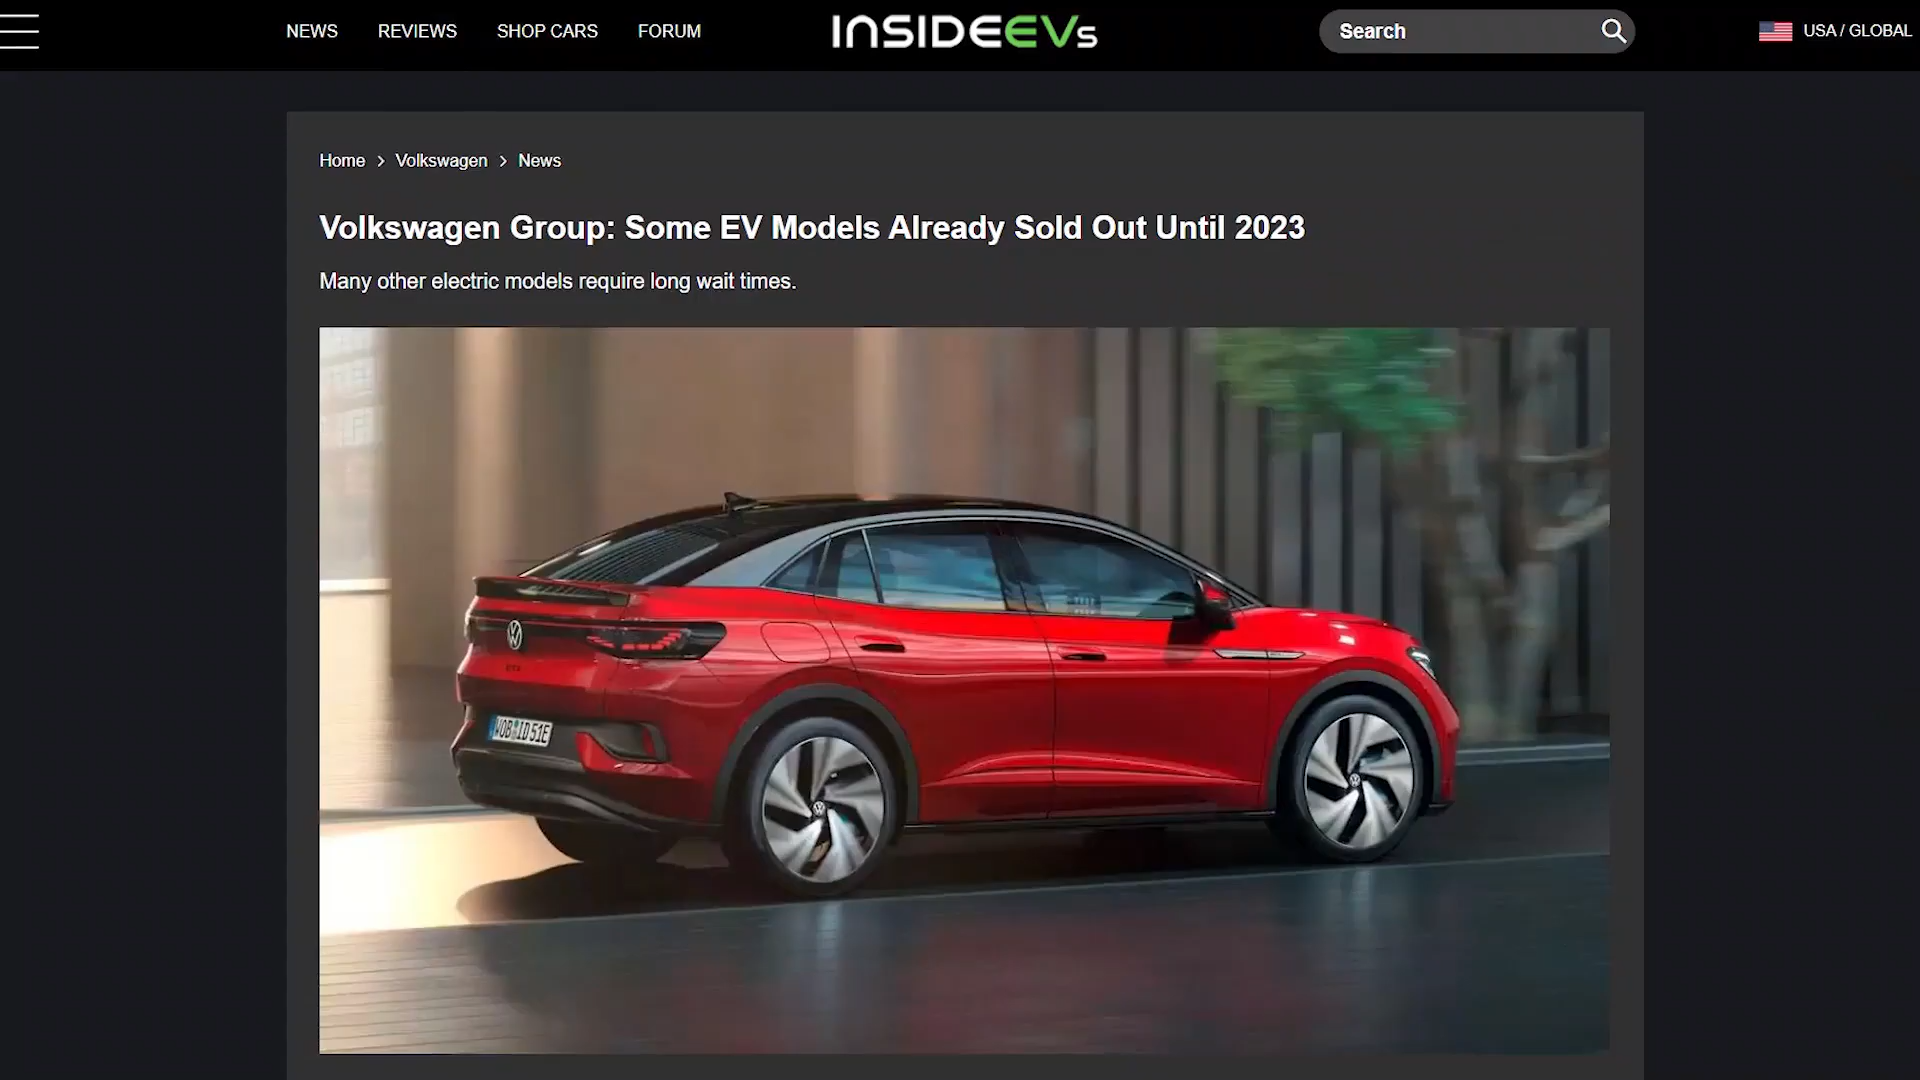 NEWS
REVIEWS
SHOP CARS
FORUM
INSIDEEVs
Search
USA / GLOBAL
Home > Volkswagen > News
Volkswagen Group: Some EV Models Already Sold Out Until 2023
Many other electric models require long wait times.
WOB ID 51E